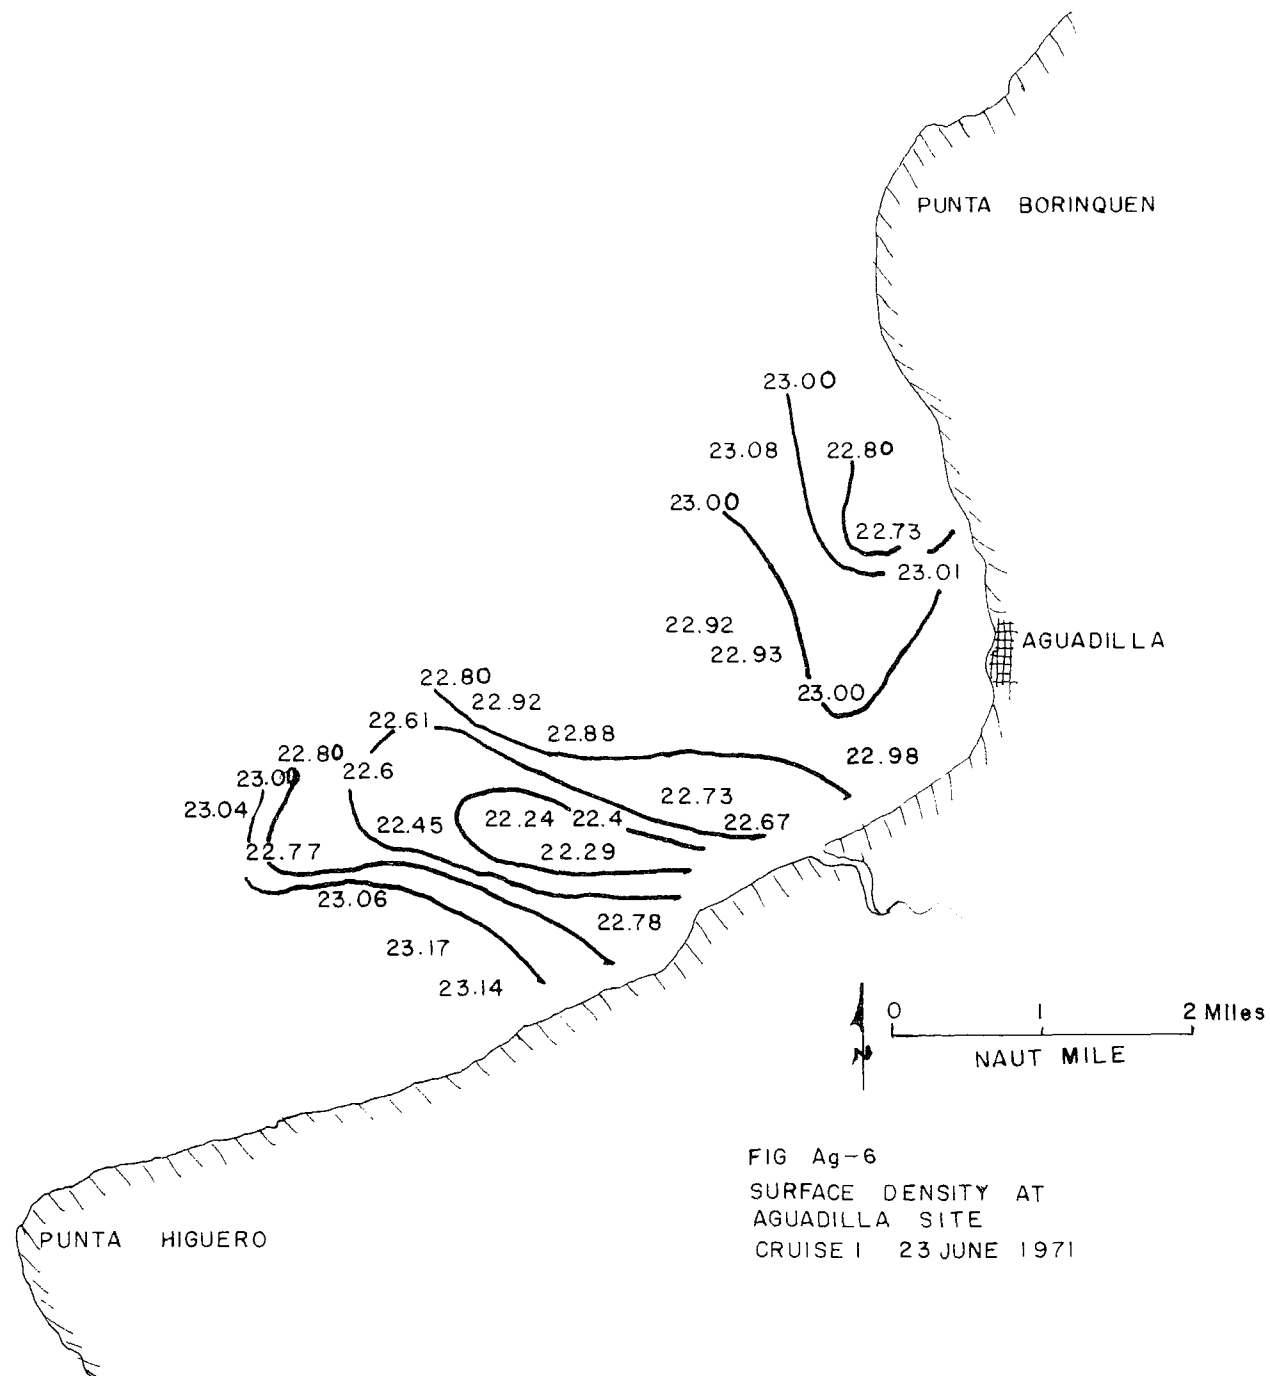 PUNTA BORINQUEN
23.00
23.08 22.80
23.00
22.73
23.01
22.92
22.93
AGUADILLA
22.80
22.92
23.00
22.61
22.88
22.80
22.98
23.00
22.6
23.04
22.73
22.45
22.24 22.4
22.67
22.77
22.29
23.06
22.78
23.17
23.14
0 1 2 Miles
N
NAUT MILE
FIG Ag-6
SURFACE DENSITY AT
AGUADILLA SITE
CRUISE 1 23 JUNE 1971
PUNTA HIGUERO